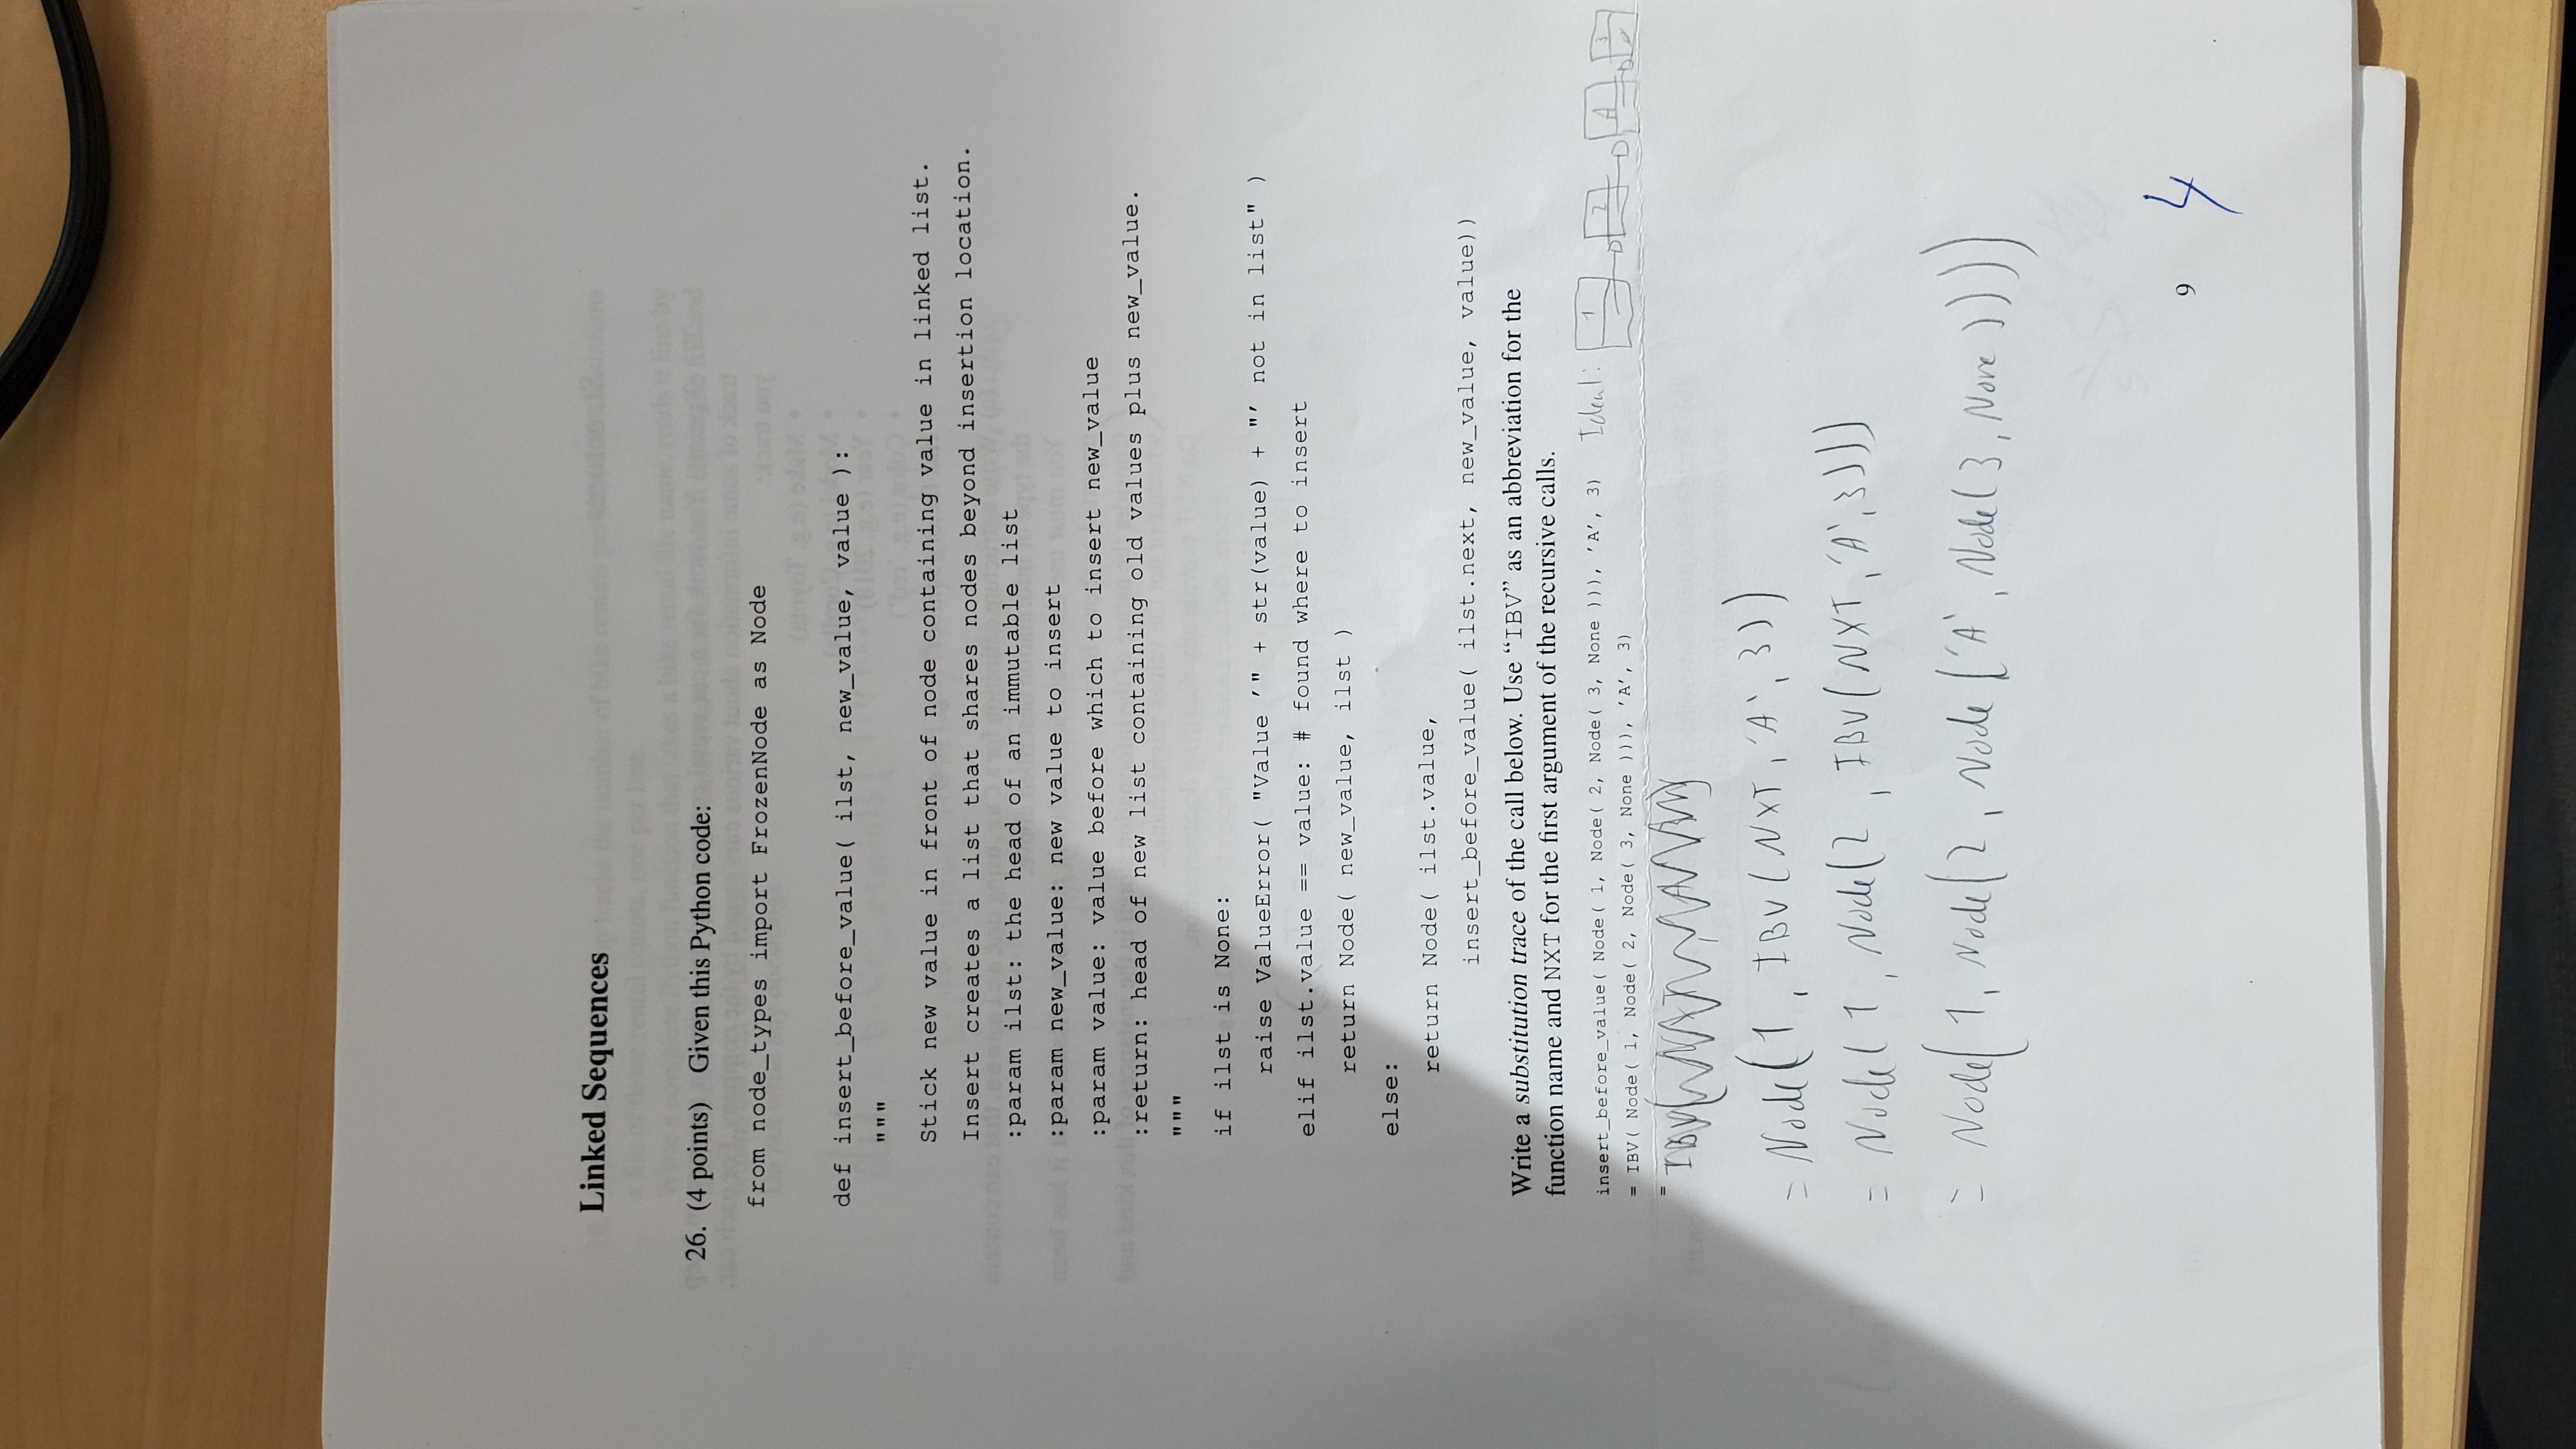 Linked Sequences
26. (4 points) Given this Python code:
from node_types import FrozenNode as Node
def insert_before_value( ilst, new_value, value ):
"""
Stick new value in front of node containing value in linked list.
Insert creates a list that shares nodes beyond insertion location.
:param ilst: the head of an immutable list
:param new_value: new value to insert
:param value: value before which to insert new_value
:return: head of new list containing old values plus new_value.
"""
if ilst is None:
raise ValueError( "Value '" + str(value) + "' not in list" )
elif ilst.value == value: # found where to insert
return Node( new_value, ilst )
else:
return Node( ilst.value,
insert_before_value( ilst.next, new_value, value))
Write a substitution trace of the call below. Use “IBV” as an abbreviation for the
function name and NXT for the first argument of the recursive calls.
insert_before_value( Node( 1, Node( 2, Node( 3, None ))), 'A', 3) Ideal: 1 2 A 3
= IBV( Node( 1, Node( 2, Node( 3, None ))), 'A', 3)
= IBV(
= Node(1, IBV(NXT, 'A', 3))
= Node(1, Node(2, IBV(NXT, 'A', 3)))
= Node(1, Node(2, Node('A', Node(3, None))))
9 4